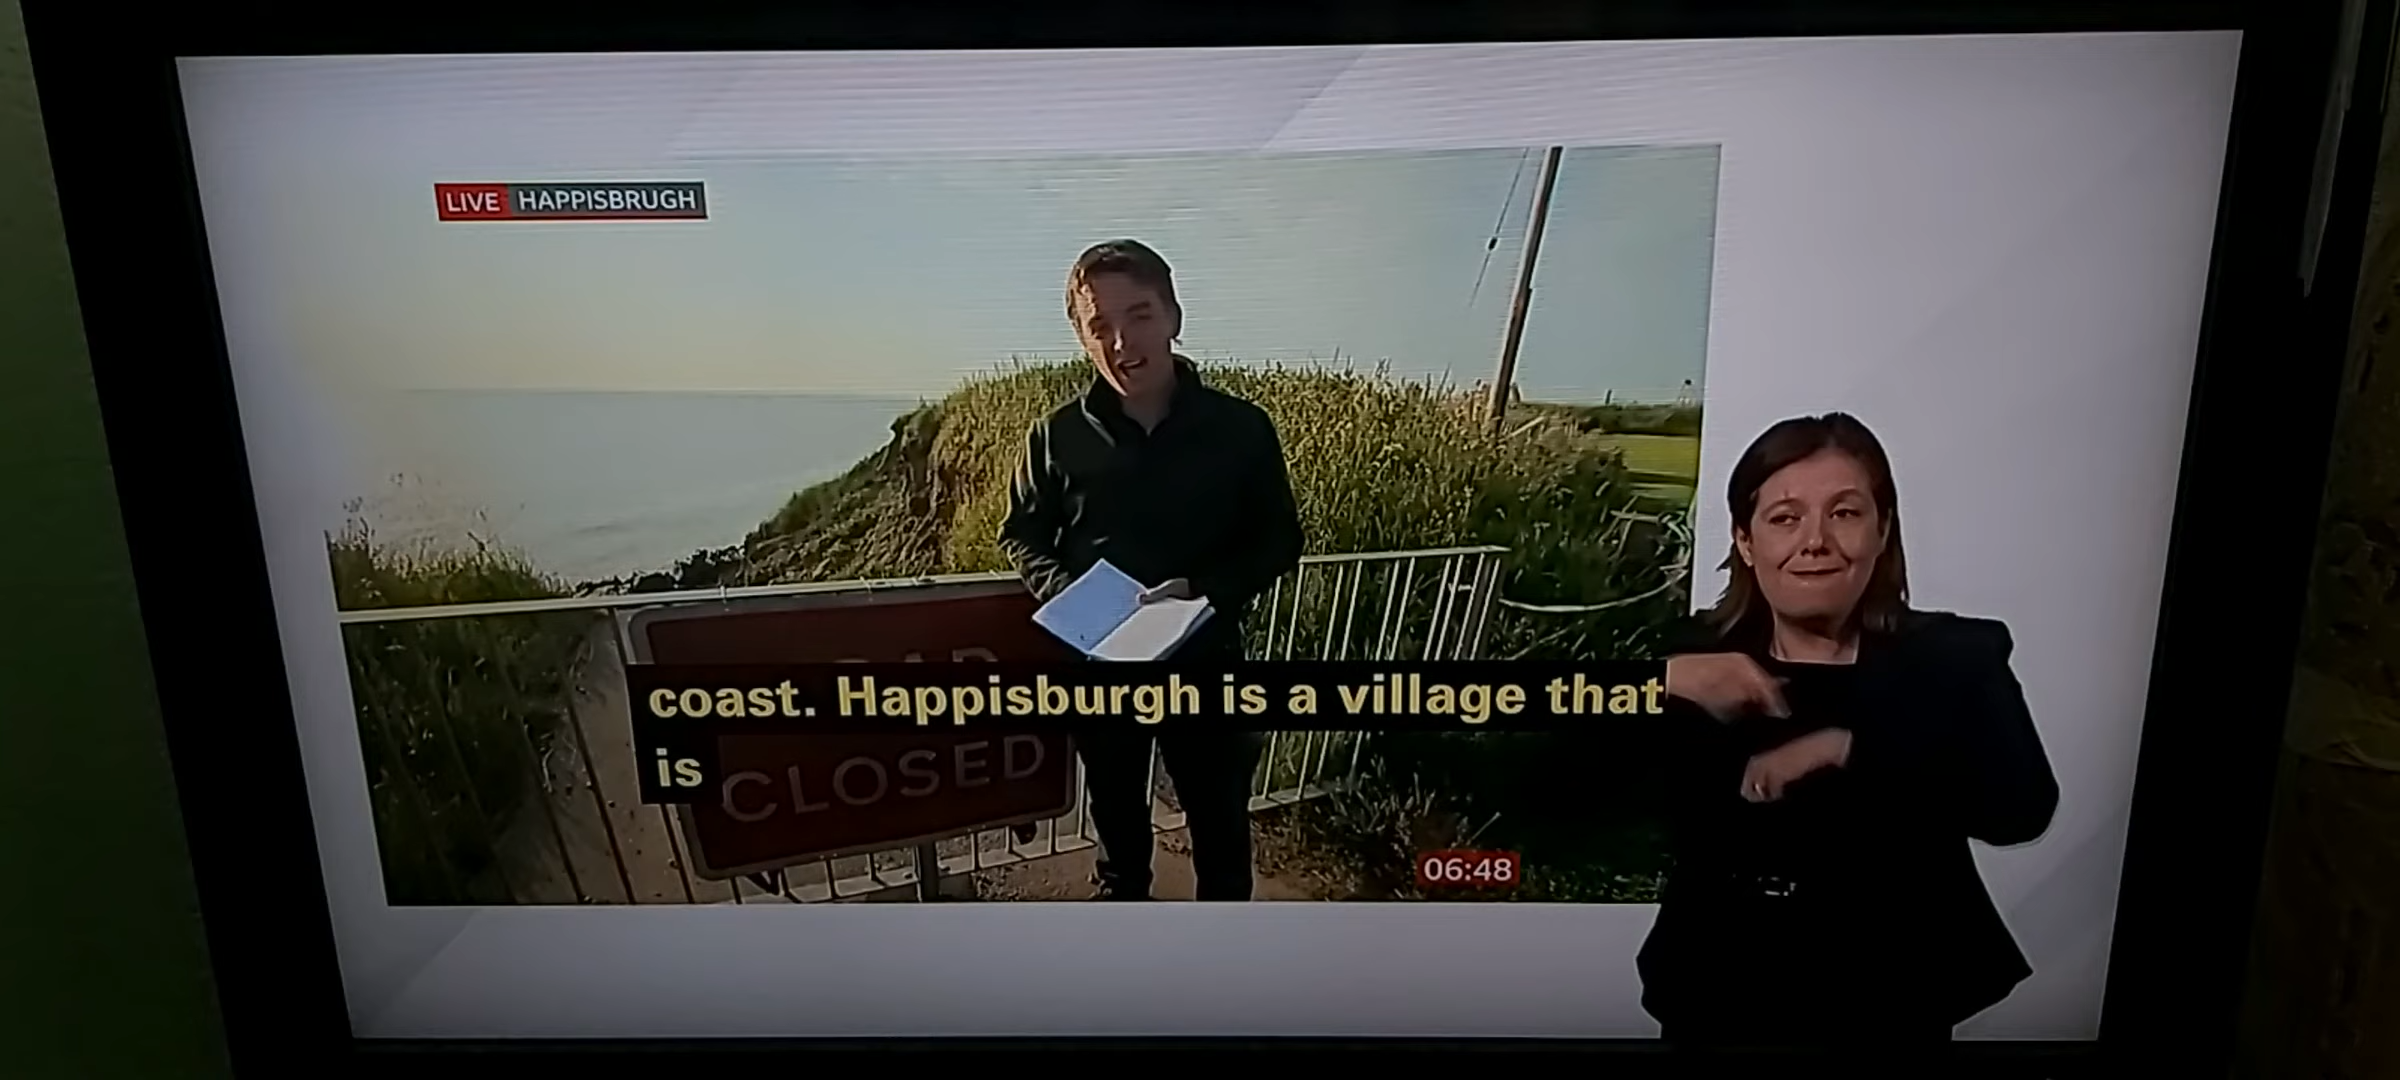 LIVE HAPPISBRUGH
coast. Happisburgh is a village that
is
CLOSED
06:48